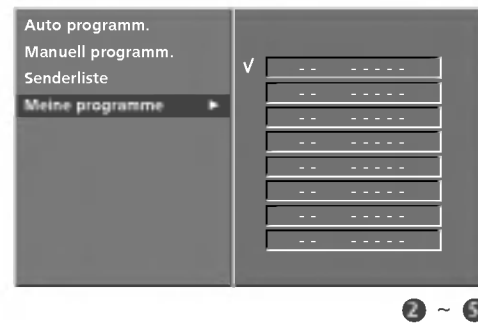 Auto programm.
Manuell programm.
Senderliste
Meine programme ►
√ - - - - - - -
- - - - - - -
- - - - - - -
- - - - - - -
- - - - - - -
- - - - - - -
- - - - - - -
- - - - - - -
2 ~ 5